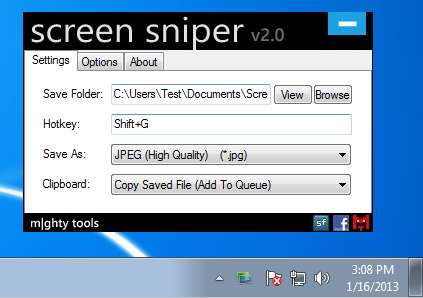 screen sniper v2.0
Settings Options About
Save Folder: C:\Users\Test\Documents\Scre View Browse
Hotkey: Shift+G
Save As: JPEG (High Quality) (*.jpg)
Clipboard: Copy Saved File (Add To Queue)
m|ghty tools sf f
3:08 PM
1/16/2013